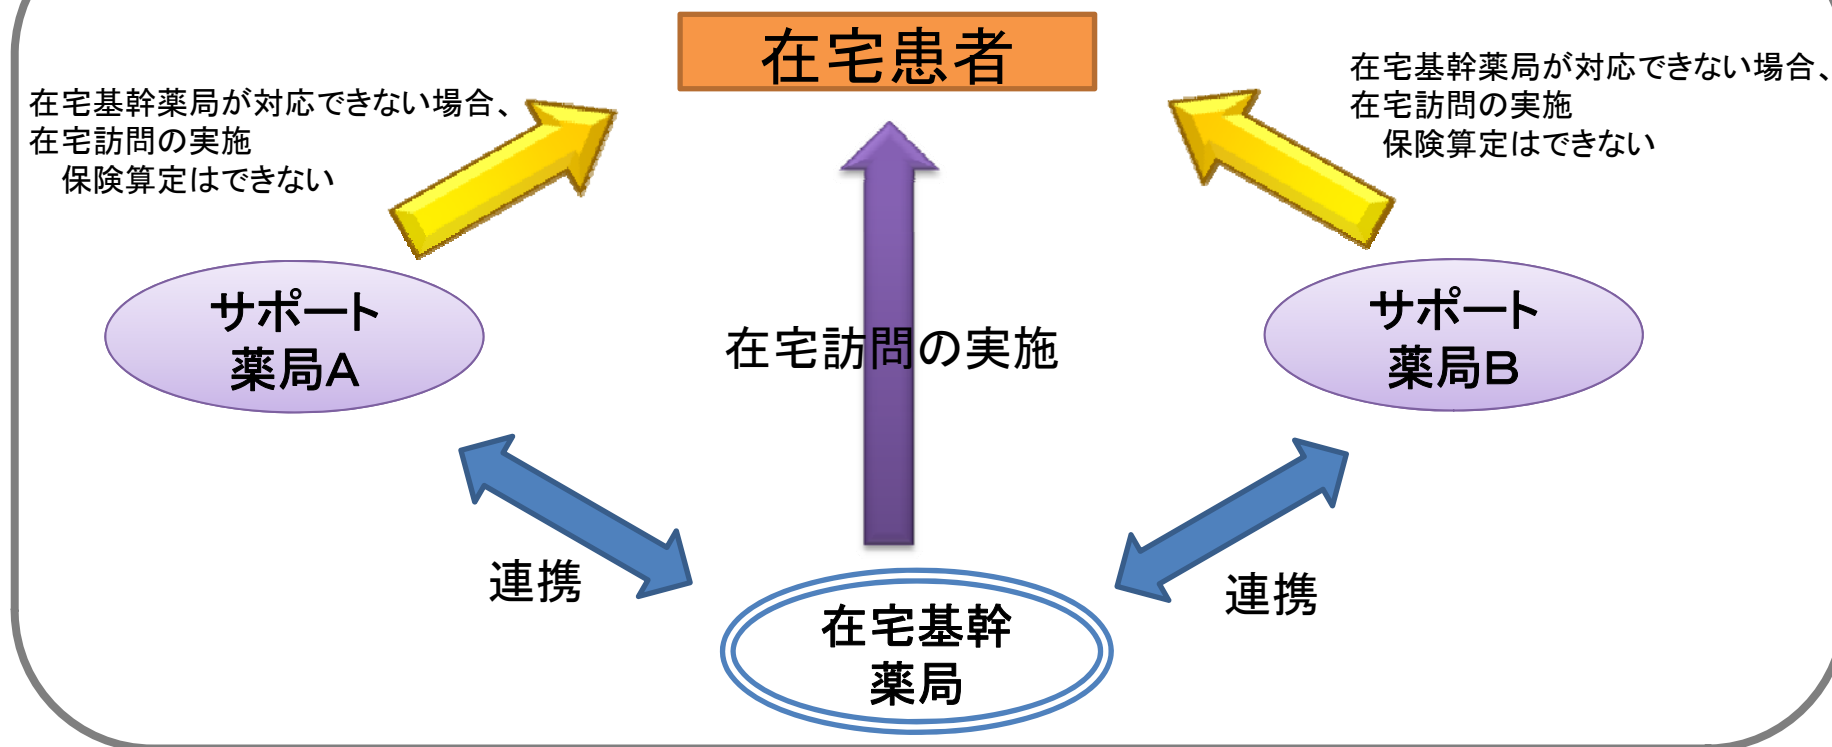 在宅患者
在宅基幹薬局が対応できない場合、
在宅訪問の実施
保険算定はできない
在宅基幹薬局が対応できない場合、
在宅訪問の実施
保険算定はできない
サポート
薬局A
在宅訪問の実施
サポート
薬局B
連携
連携
在宅基幹
薬局